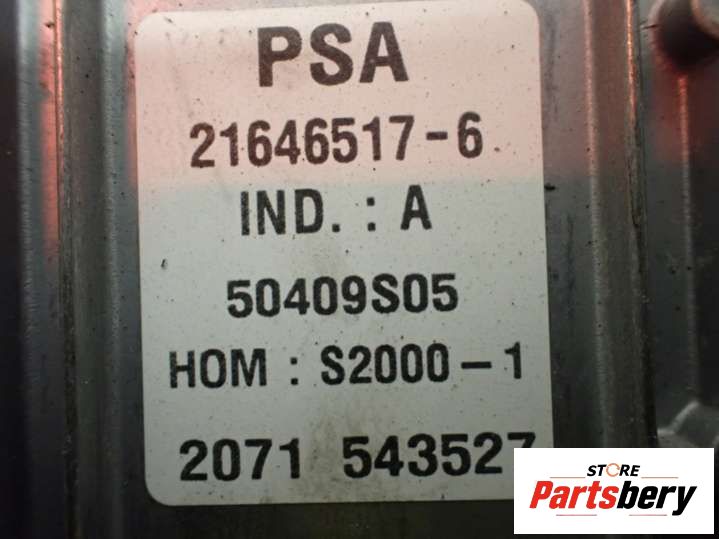 PSA
21646517-6
IND. : A
50409S05
HOM : S2000-1
2071 543527
STORE
Partsbery